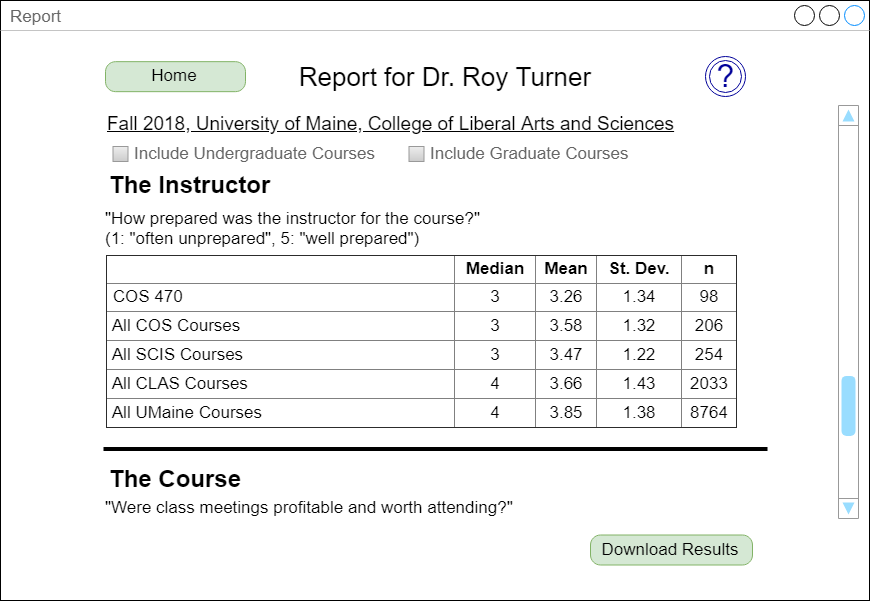 Report
Home
Report for Dr. Roy Turner
?
Fall 2018, University of Maine, College of Liberal Arts and Sciences
Include Undergraduate Courses Include Graduate Courses
The Instructor
"How prepared was the instructor for the course?"
(1: "often unprepared", 5: "well prepared")
Median Mean St. Dev. n
COS 470 3 3.26 1.34 98
All COS Courses 3 3.58 1.32 206
All SCIS Courses 3 3.47 1.22 254
All CLAS Courses 4 3.66 1.43 2033
All UMaine Courses 4 3.85 1.38 8764
The Course
"Were class meetings profitable and worth attending?"
Download Results